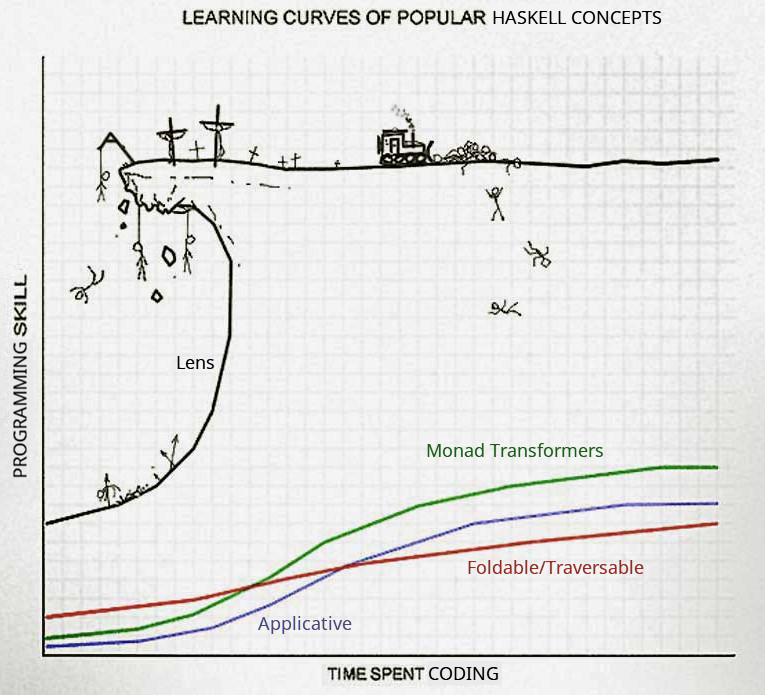 LEARNING CURVES OF POPULAR HASKELL CONCEPTS
PROGRAMMING SKILL
Lens
Monad Transformers
Foldable/Traversable
Applicative
TIME SPENT CODING